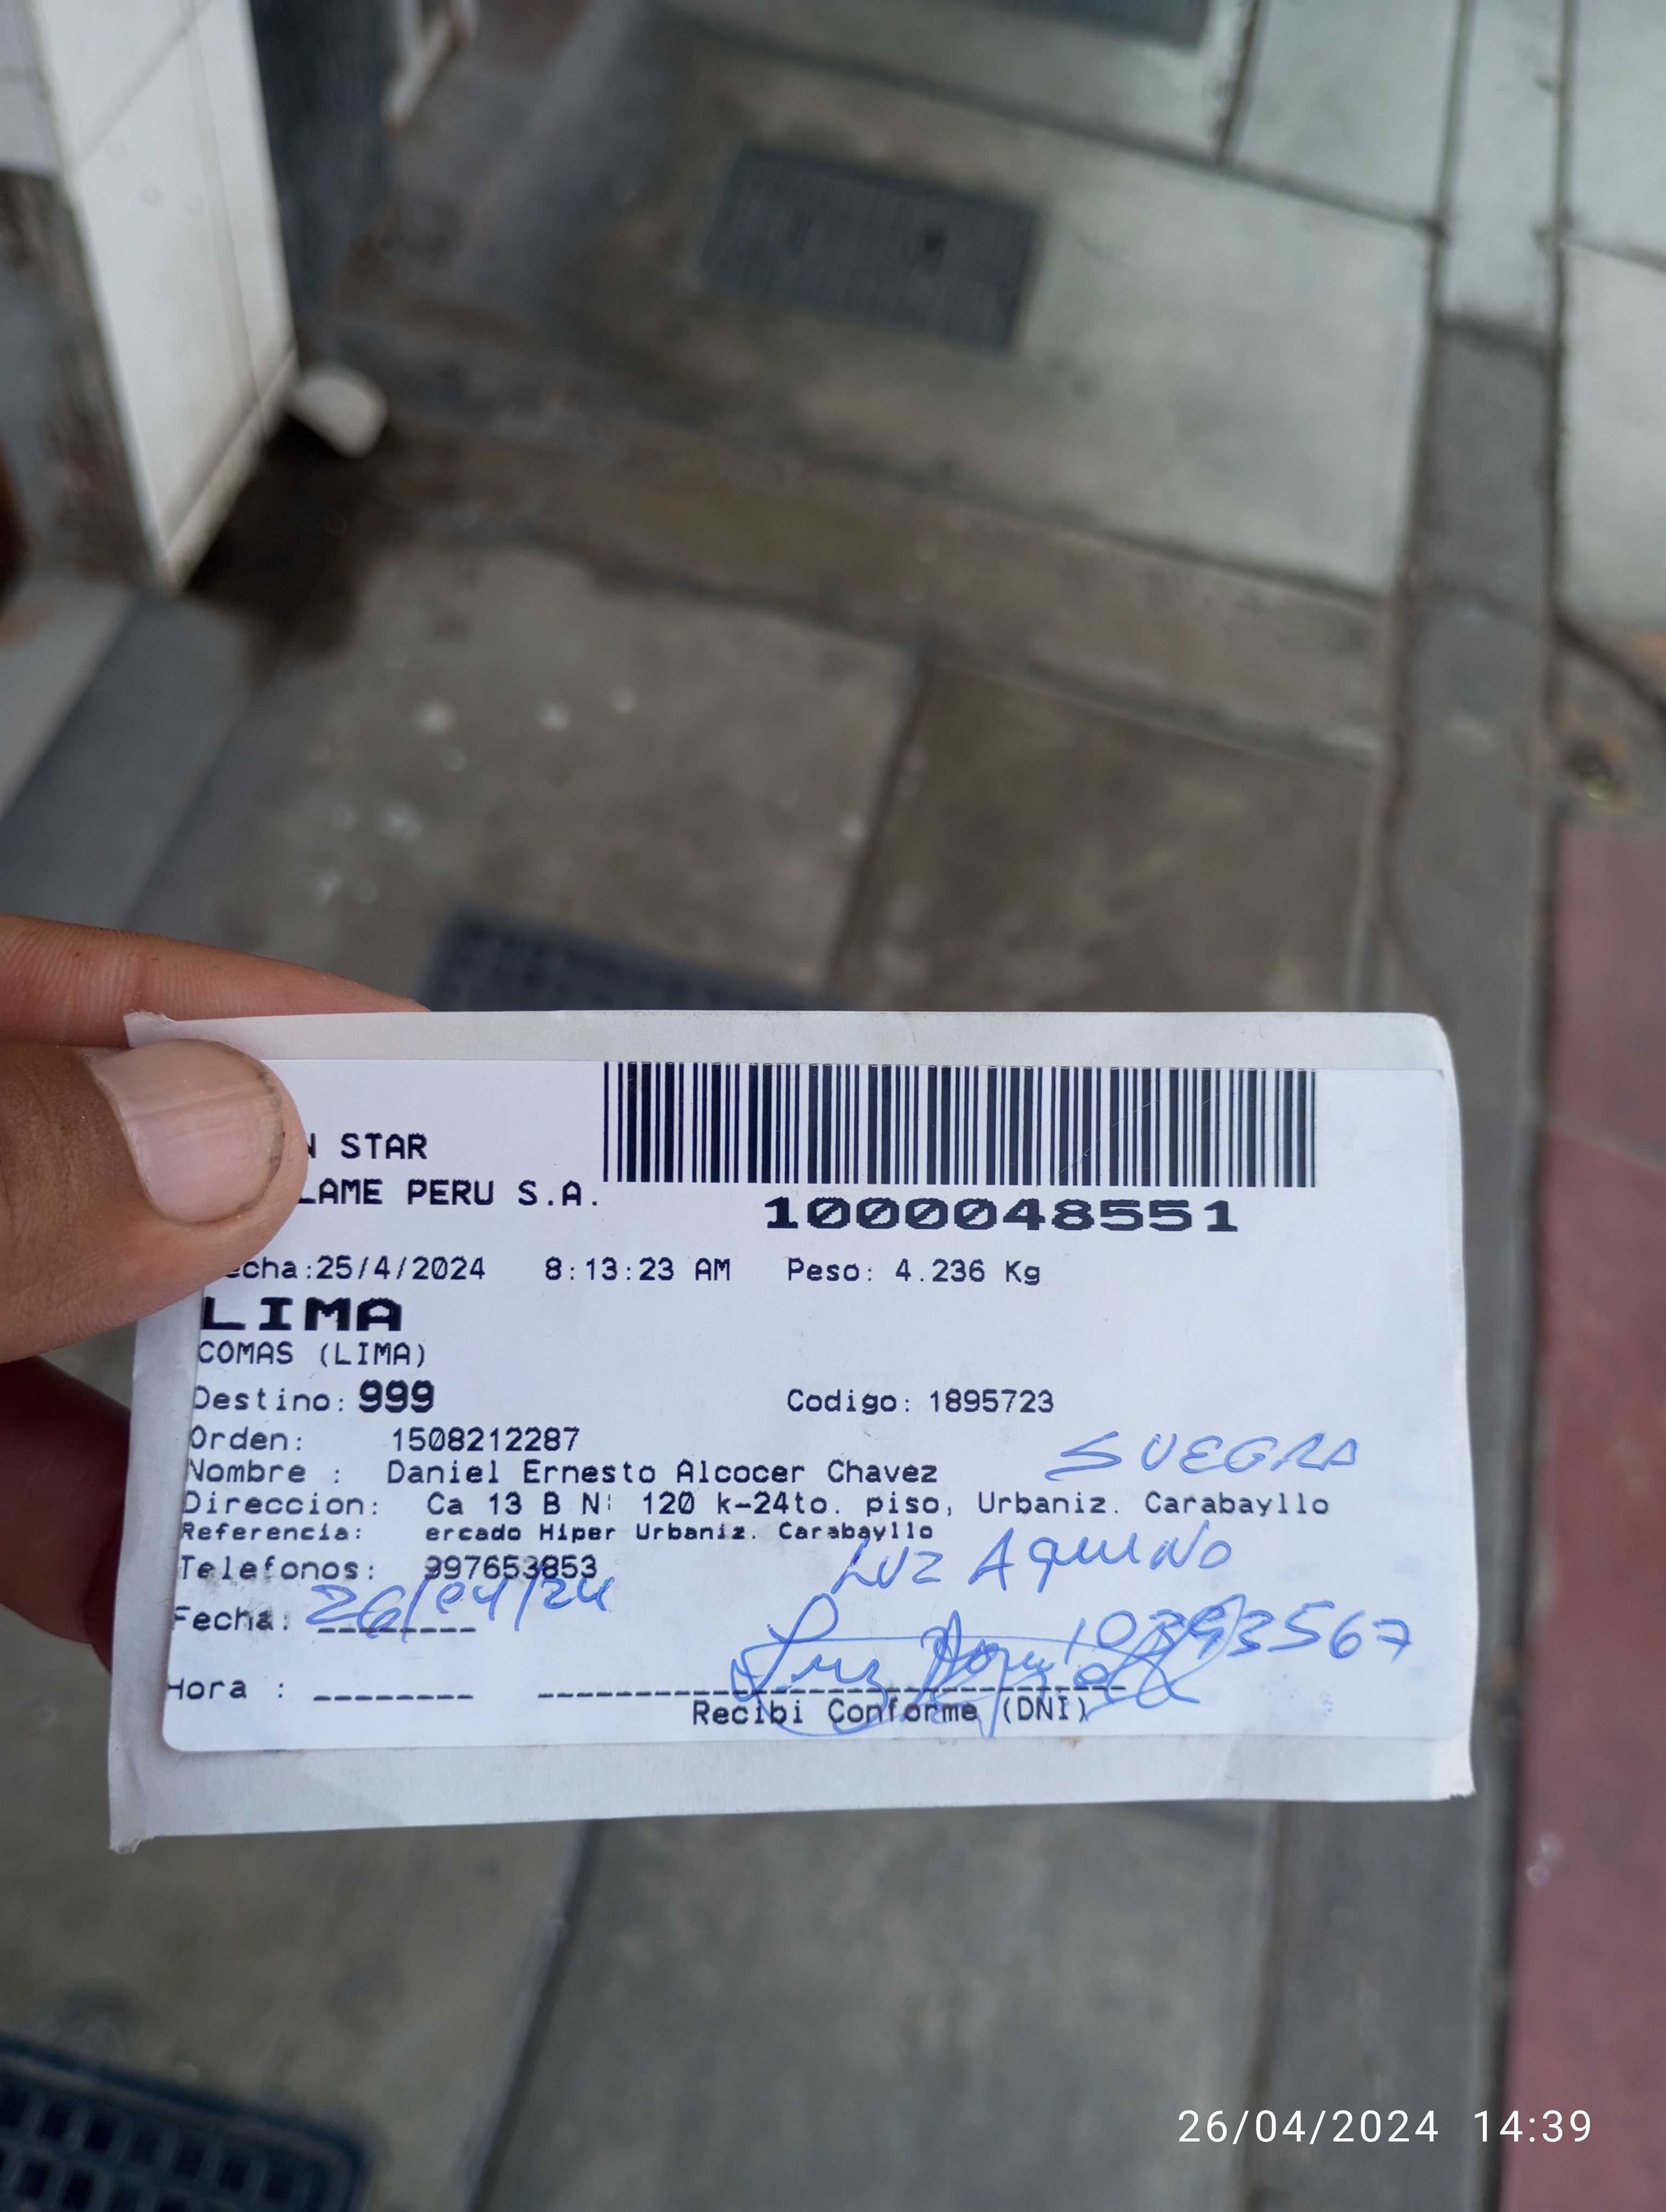 N STAR
LAME PERU S.A.
1000048551
echa:25/4/2024 8:13:23 AM Peso: 4.236 Kg
LIMA
COMAS (LIMA)
Destino: 999 Codigo: 1895723
Orden: 1508212287
SUEGRA
Nombre : Daniel Ernesto Alcocer Chavez
Direccion: Ca 13 B N¦ 120 k-24to. piso, Urbaniz. Carabayllo
Referencia: ercado Hiper Urbaniz. Carabayllo
LUZ AQUINO
Telefonos: 997653853
Fecha: 26/04/24
Hora :
Recibi Conforme (DNI)
26/04/2024 14:39